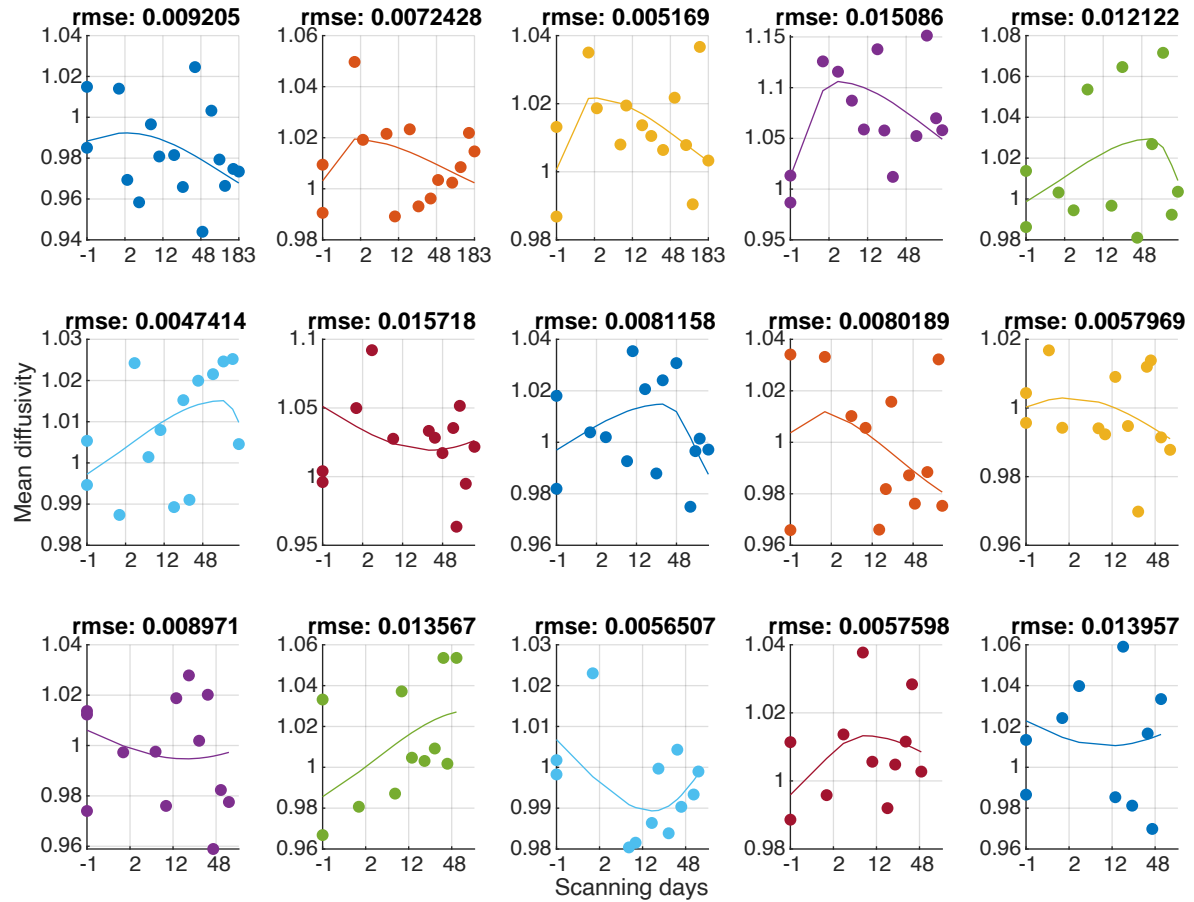 rmse: 0.009205 rmse: 0.0072428 rmse: 0.005169 rmse: 0.015086 rmse: 0.012122
1.04 1.06 1.04 1.15 1.08
1.02 1.04 1.02 1.1 1.06
1 1.02 1 1.05 1.04
0.98 1 0.98 1 1.02
0.96 0.98 0.95 1
0.94 0.98
-1 2 12 48 183 -1 2 12 48 183 -1 2 12 48 183 -1 2 12 48 -1 2 12 48
rmse: 0.0047414 rmse: 0.015718 rmse: 0.0081158 rmse: 0.0080189 rmse: 0.0057969
1.03 1.1 1.04 1.04 1.02
1.02 1.05 1.02 1.02 1
1.01 1 1 1 0.98
1 0.95 0.98 0.98 0.96
0.99 0.96 0.96
0.98
-1 2 12 48 -1 2 12 48 -1 2 12 48 -1 2 12 48 -1 2 12 48
Mean diffusivity
rmse: 0.008971 rmse: 0.013567 rmse: 0.0056507 rmse: 0.0057598 rmse: 0.013957
1.04 1.06 1.03 1.04 1.06
1.02 1.04 1.02 1.02 1.04
1 1.02 1.01 1 1.02
0.98 1 1 0.98 1
0.96 0.98 0.99 0.98
0.96 0.98 0.96
-1 2 12 48 -1 2 12 48 -1 2 12 48 -1 2 12 48 -1 2 12 48
Scanning days